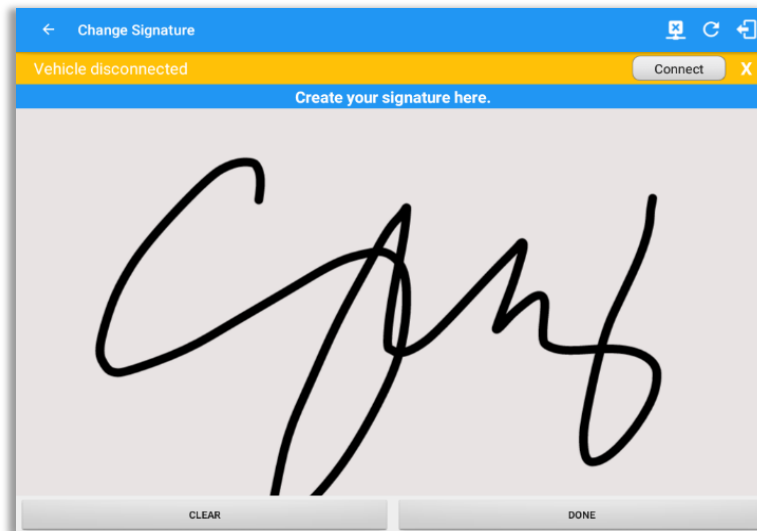 Change Signature
Vehicle disconnected Connect X
Create your signature here.
CLEAR DONE